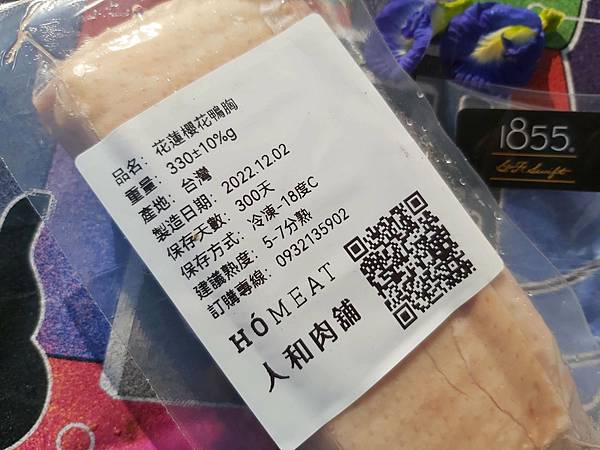 品名：花蓮櫻花鴨胸
重量：330±10%g
產地：台灣
製造日期：2022.12.02
保存天數：300天
保存方式：冷凍-18度C
建議熟度：5-7分熟
訂購專線：0932135902
HÓMEAT
人和肉舖
1855®